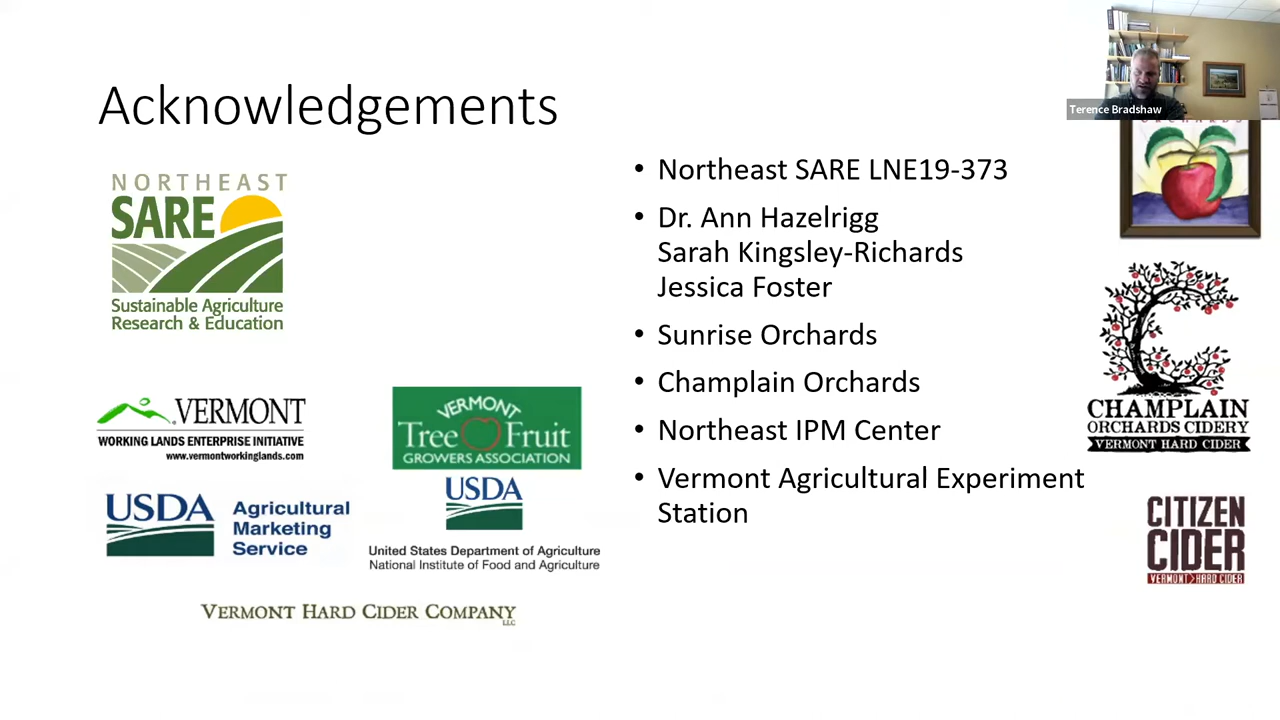 Acknowledgements
NORTHEAST
SARE
Sustainable Agriculture
Research & Education
VERMONT
WORKING LANDS ENTERPRISE INITIATIVE
www.vermontworkinglands.com
VERMONT
Tree Fruit
GROWERS ASSOCIATION
USDA
Agricultural
Marketing
Service
USDA
United States Department of Agriculture
National Institute of Food and Agriculture
VERMONT HARD CIDER COMPANY
LLC
• Northeast SARE LNE19-373
• Dr. Ann Hazelrigg
Sarah Kingsley-Richards
Jessica Foster
• Sunrise Orchards
• Champlain Orchards
• Northeast IPM Center
• Vermont Agricultural Experiment
Station
Terence Bradshaw
ORCHARDS
CHAMPLAIN
ORCHARDS CIDERY
VERMONT HARD CIDER
CITIZEN
CIDER
VERMONT>HARD CIDER